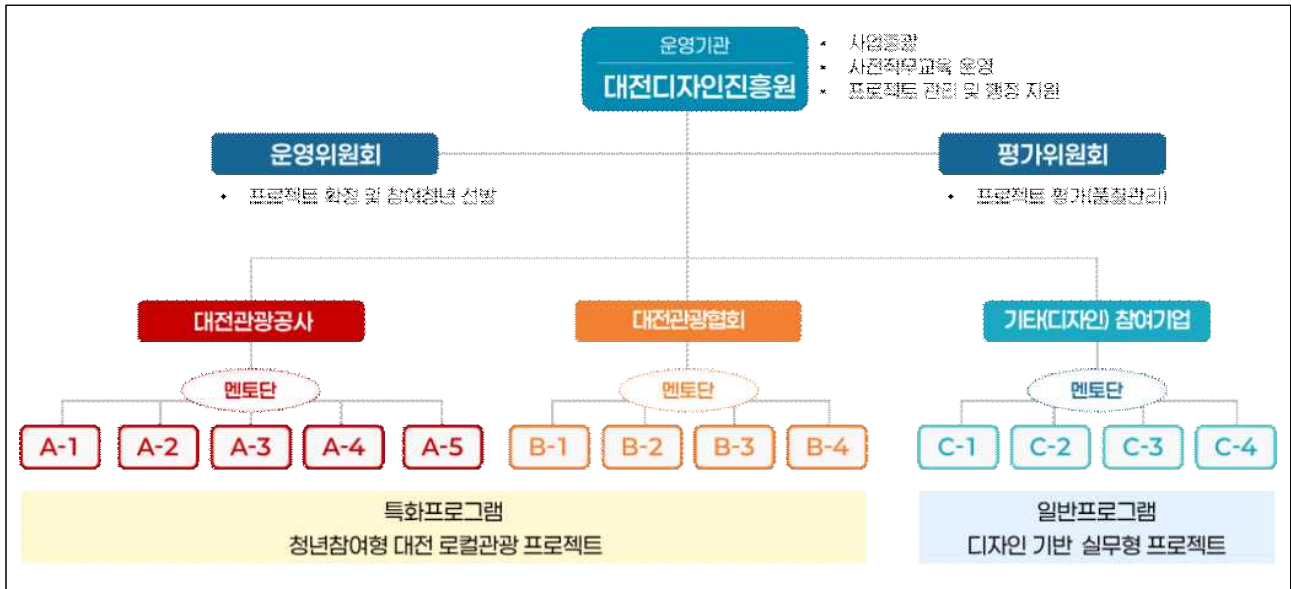 운영기관
대전디자인진흥원
• 사업총괄
• 사전직무교육 운영
• 프로젝트 관리 및 행정 지원
운영위원회
• 프로젝트 확정 및 참여청년 선발
평가위원회
• 프로젝트 평가(품질관리)
대전관광공사
대전관광협회
기타(디자인) 참여기업
멘토단
멘토단
멘토단
A-1 A-2 A-3 A-4 A-5
B-1 B-2 B-3 B-4
C-1 C-2 C-3 C-4
특화프로그램
청년참여형 대전 로컬관광 프로젝트
일반프로그램
디자인 기반 실무형 프로젝트